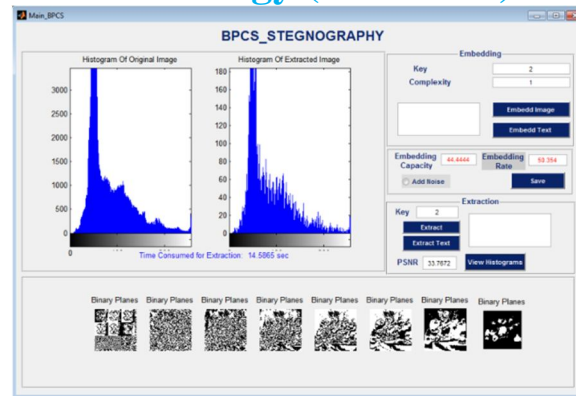 Main_BPCS
BPCS_STEGNOGRAPHY
Histogram Of Original Image
Histogram Of Extracted Image
3000
2500
2000
1500
1000
500
0
0
180
160
140
120
100
80
60
40
20
0
0
Time Consumed for Extraction: 14.5865 sec
Embedding
Key 2
Complexity 1
Embedd Image
Embedd Text
Embedding Capacity 44.4444 Embedding Rate
Add Noise Save
Extraction
Key 2
Extract
Extract Text
PSNR 33.7672 View Histograms
Binary Planes Binary Planes Binary Planes Binary Planes Binary Planes Binary Planes Binary Planes Binary Planes